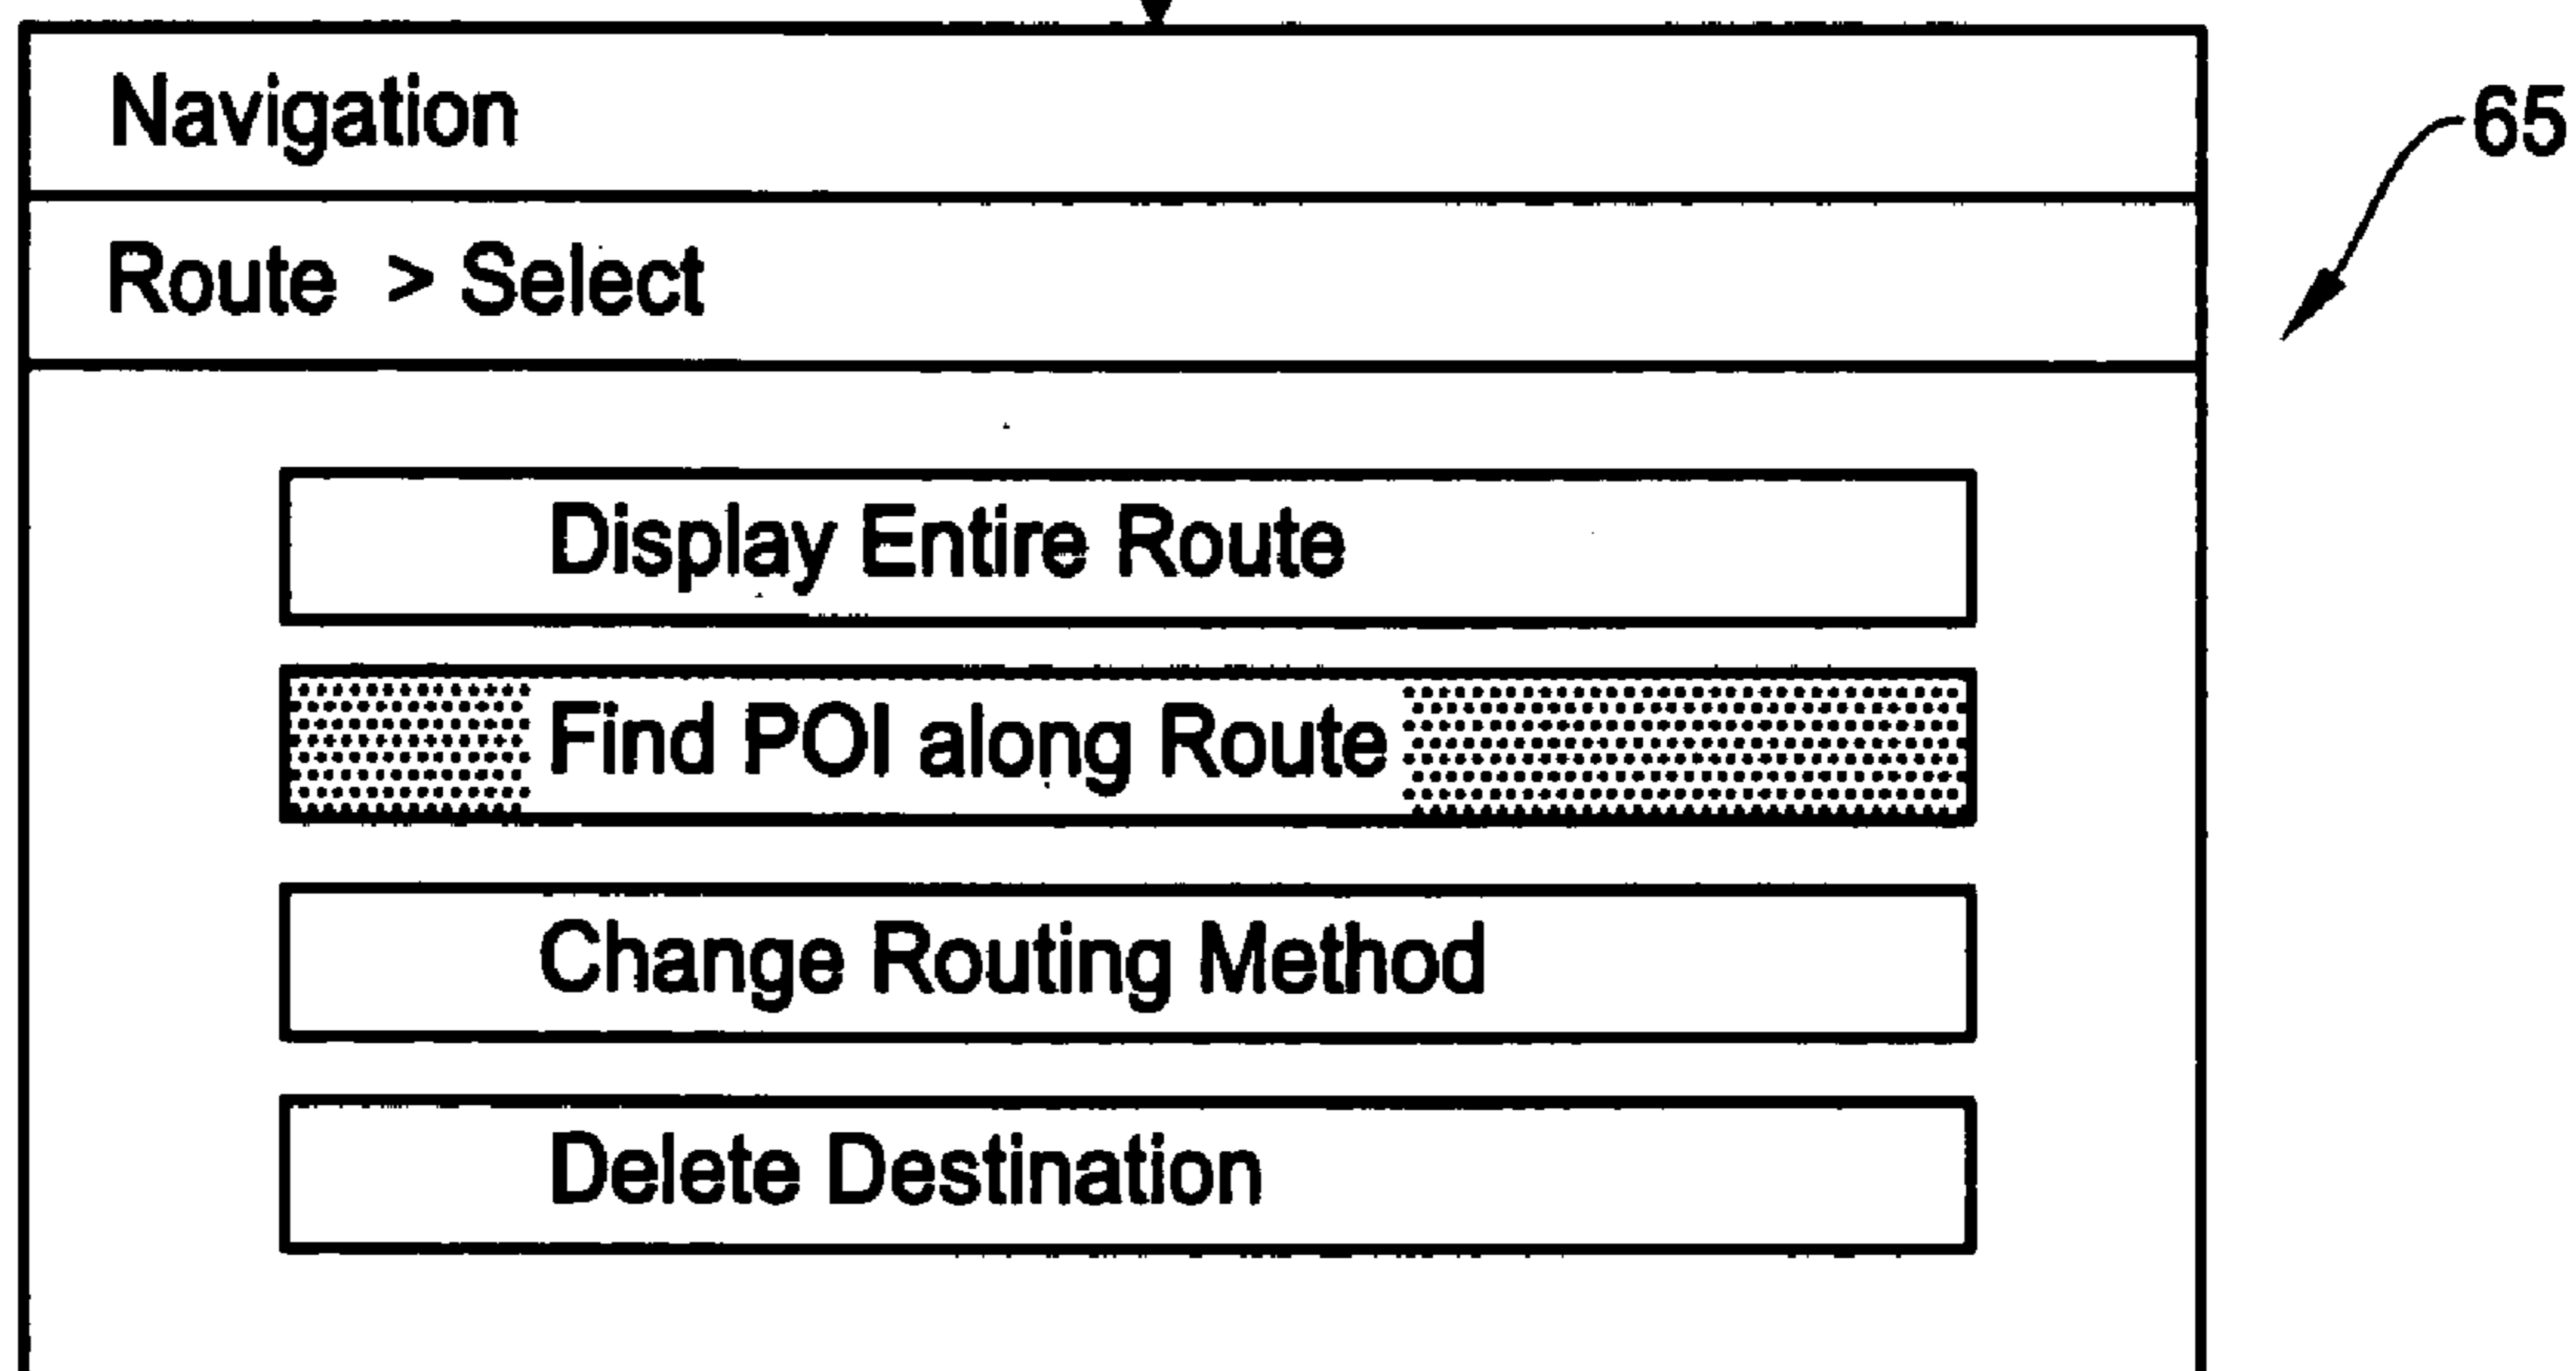 Navigation
65
Route > Select
Display Entire Route
Find POI along Route
Change Routing Method
Delete Destination